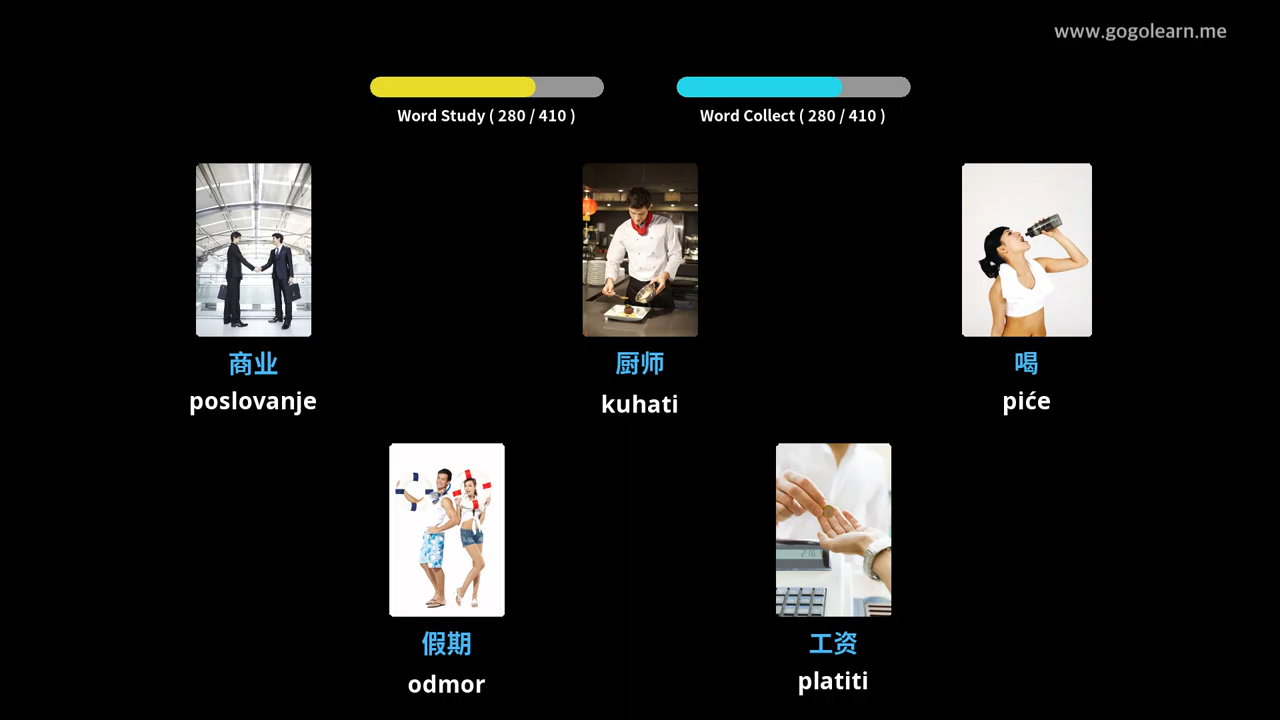 www.gogolearn.me
Word Study ( 280 / 410 )
Word Collect ( 280 / 410 )
商业
poslovanje
厨师
kuhati
喝
piće
假期
odmor
工资
platiti